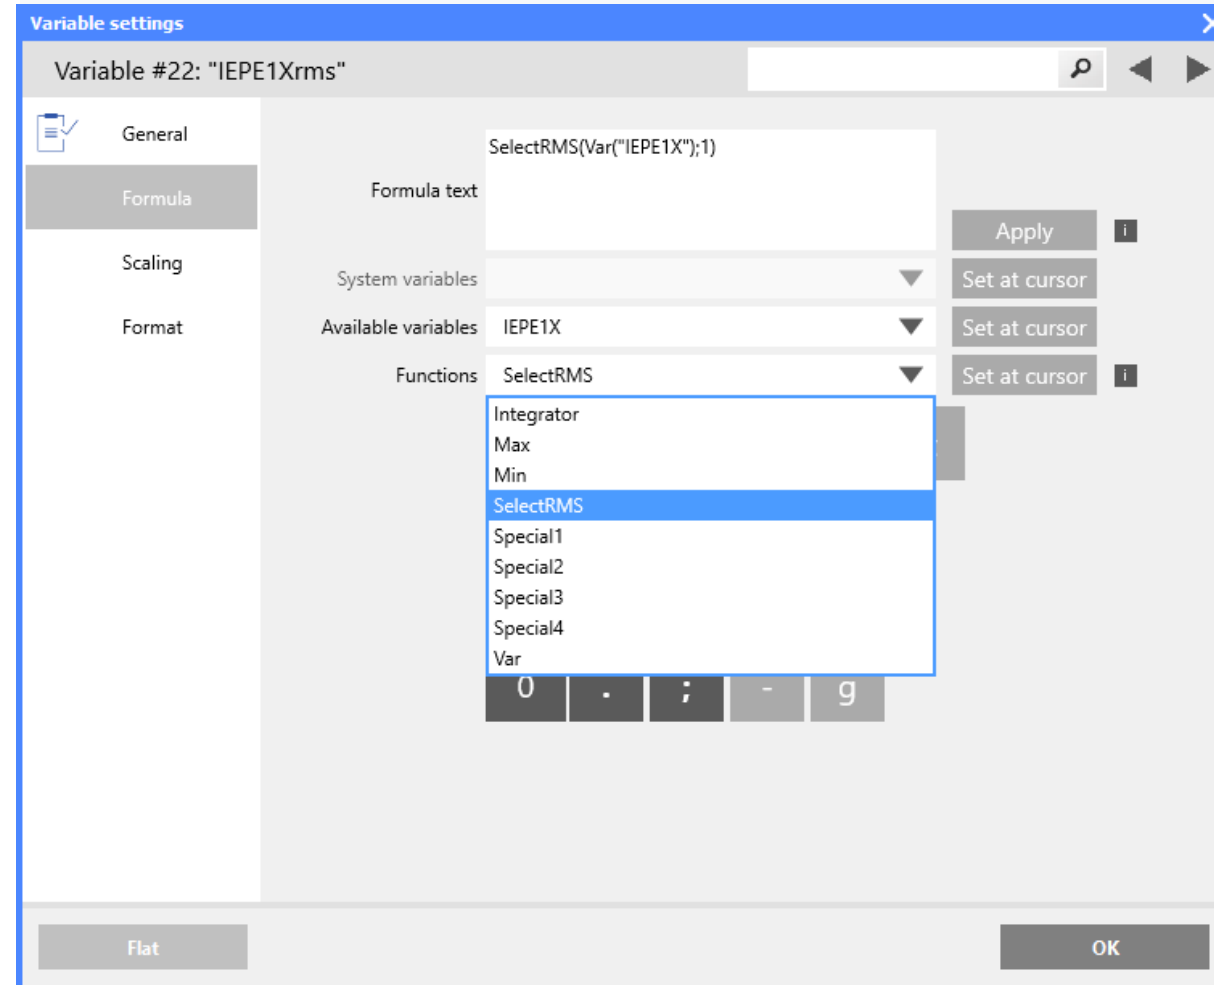 Variable settings
Variable #22: "IEPE1Xrms"
General
Formula
Scaling
Format
SelectRMS(Var("IEPE1X");1)
Formula text
Apply i
System variables Set at cursor
Available variables IEPE1X Set at cursor
Functions SelectRMS Set at cursor i
Integrator
Max
Min
SelectRMS
Special1
Special2
Special3
Special4
Var
0 . ; - g
Flat OK